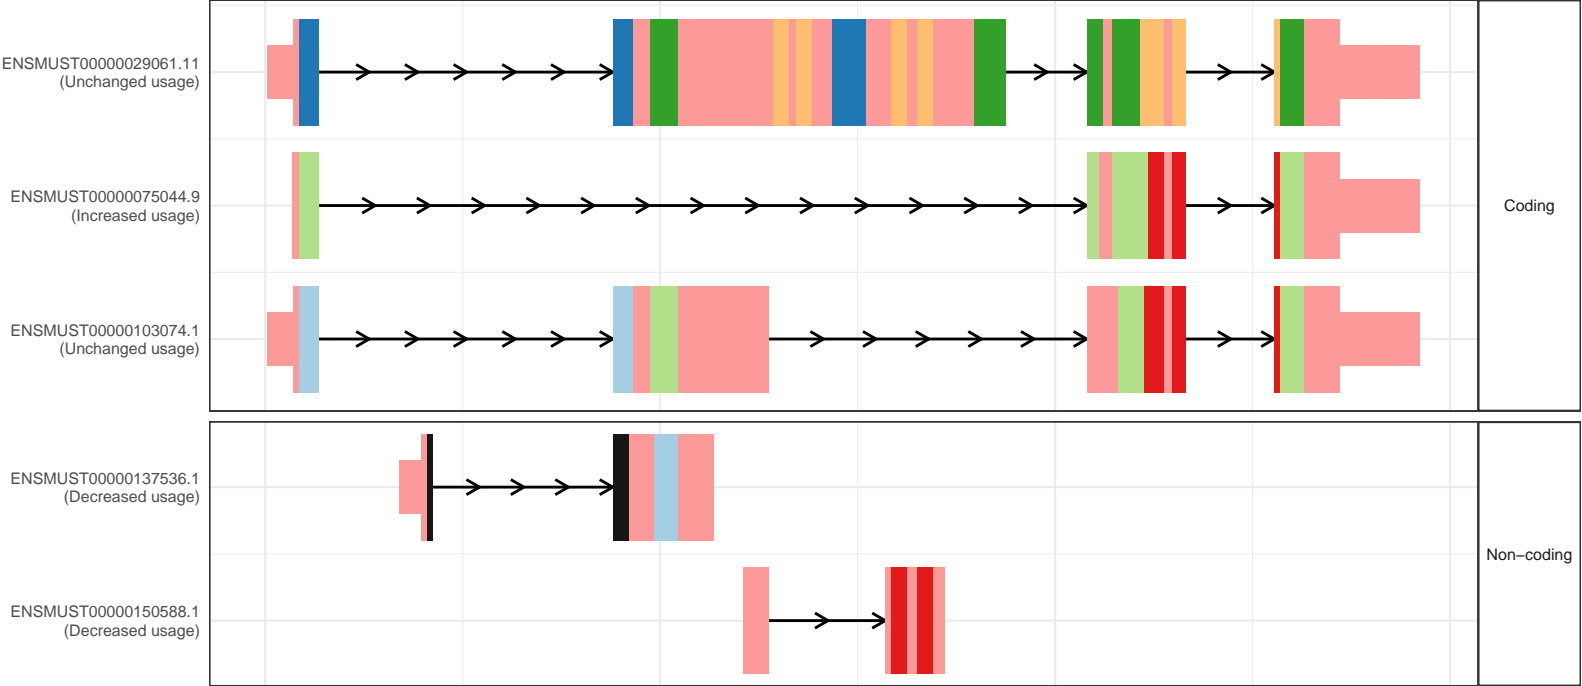 ENSMUST00000029061.11
(Unchanged usage)
ENSMUST00000075044.9
(Increased usage)
Coding
ENSMUST00000103074.1
(Unchanged usage)
ENSMUST00000137536.1
(Decreased usage)
Non−coding
ENSMUST00000150588.1
(Decreased usage)